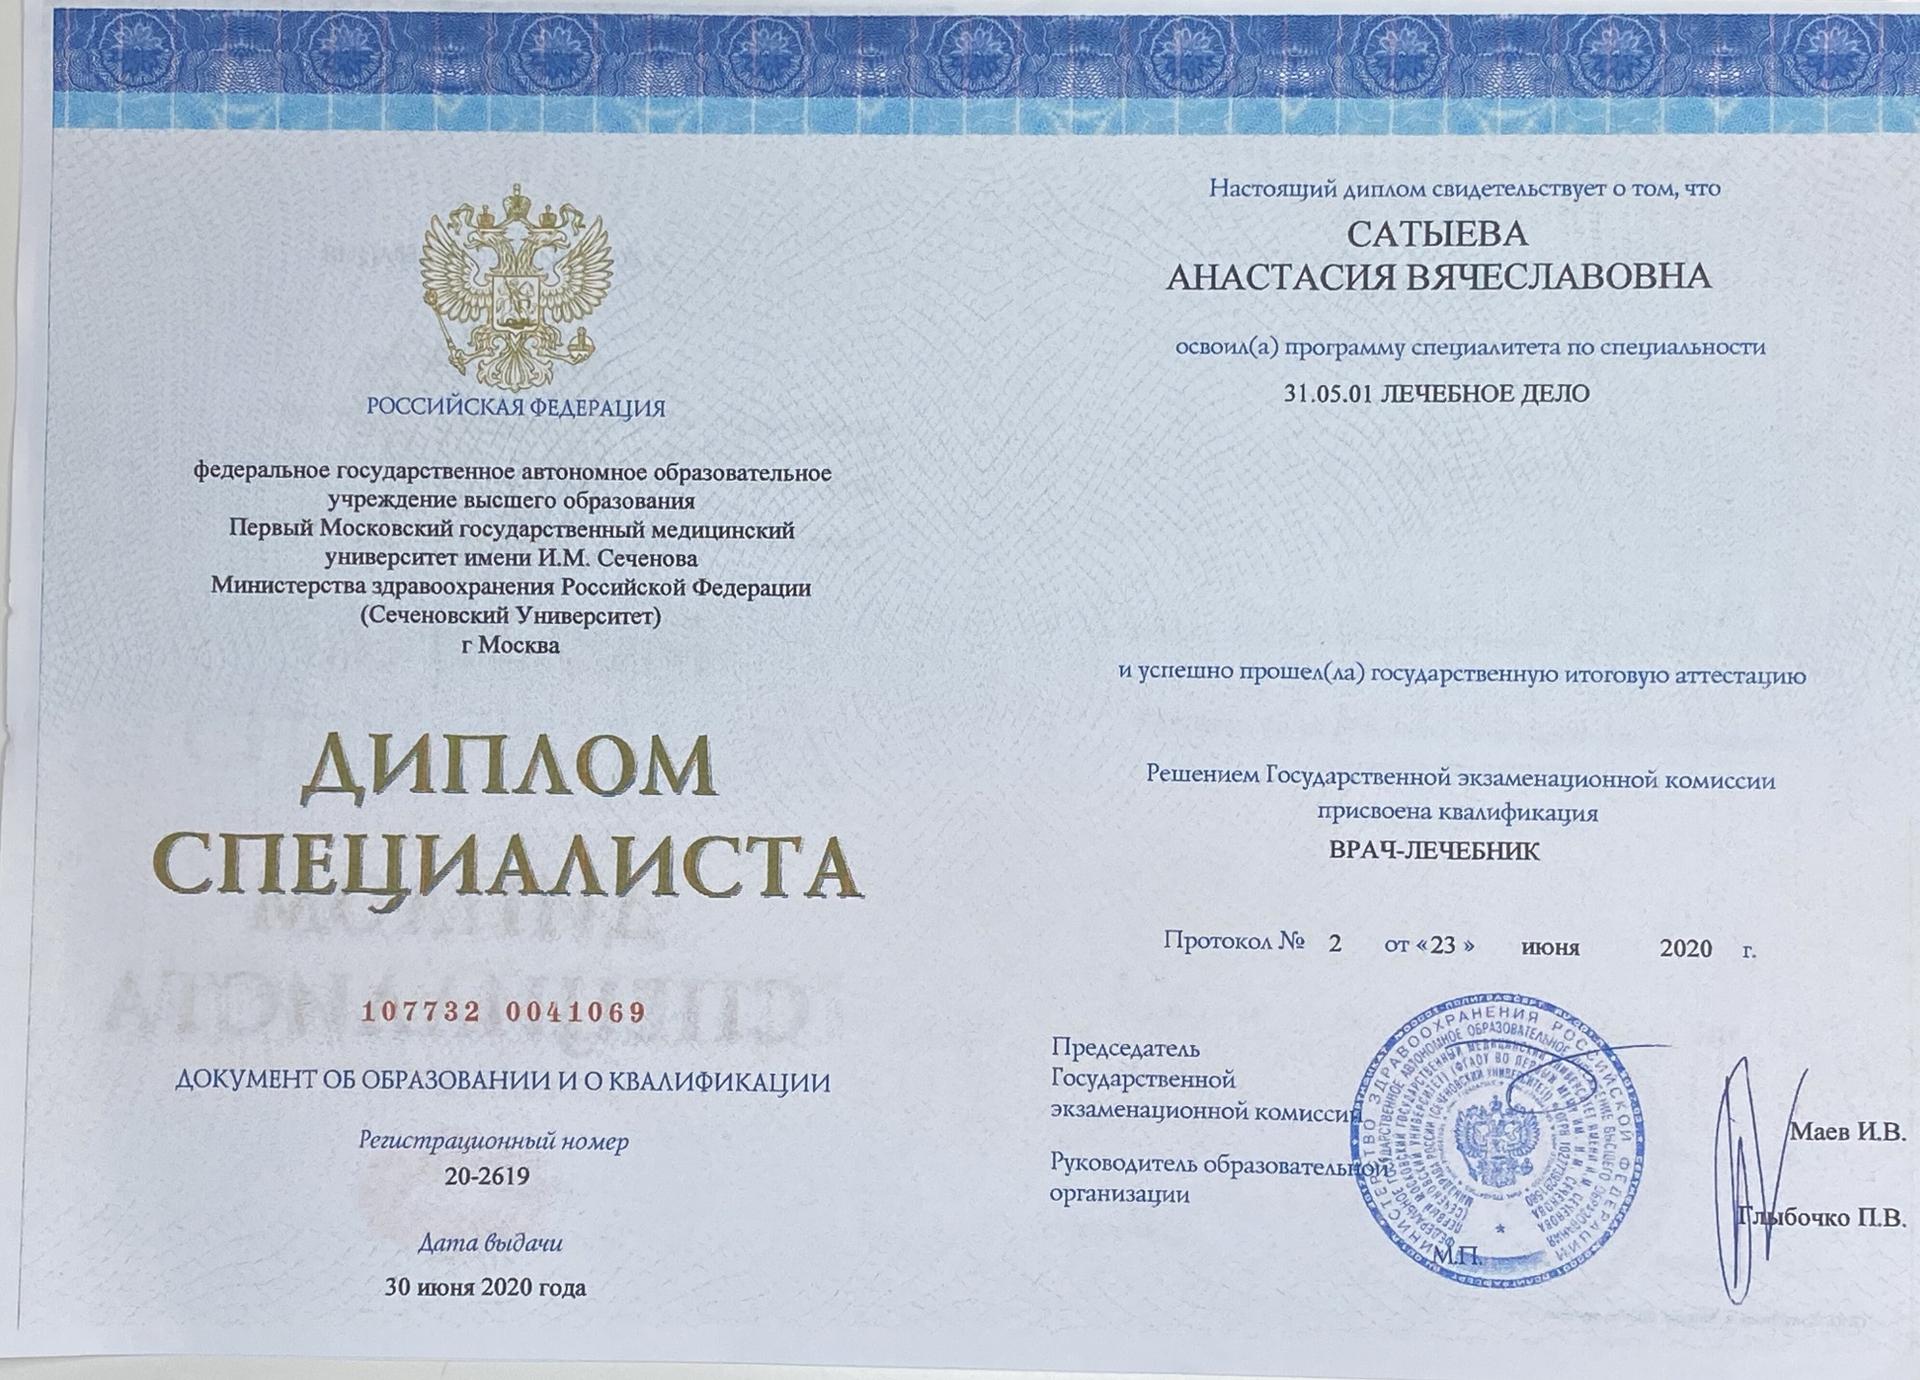 РОССИЙСКАЯ ФЕДЕРАЦИЯ
федеральное государственное автономное образовательное
учреждение высшего образования
Первый Московский государственный медицинский
университет имени И.М. Сеченова
Министерства здравоохранения Российской Федерации
(Сеченовский Университет)
г Москва
ДИПЛОМ
СПЕЦИАЛИСТА
107732 0041069
ДОКУМЕНТ ОБ ОБРАЗОВАНИИ И О КВАЛИФИКАЦИИ
Регистрационный номер
20-2619
Дата выдачи
30 июня 2020 года
Настоящий диплом свидетельствует о том, что
САТЫЕВА
АНАСТАСИЯ ВЯЧЕСЛАВОВНА
освоил(а) программу специалитета по специальности
31.05.01 ЛЕЧЕБНОЕ ДЕЛО
и успешно прошел(ла) государственную итоговую аттестацию
Решением Государственной экзаменационной комиссии
присвоена квалификация
ВРАЧ-ЛЕЧЕБНИК
Протокол № 2 от «23 » июня 2020 г.
Председатель
Государственной
экзаменационной комиссии
Маев И.В.
Руководитель образовательной
организации
Глыбочко П.В.
М.П.
МИНИСТЕРСТВО ЗДРАВООХРАНЕНИЯ РОССИЙСКОЙ ФЕДЕРАЦИИ